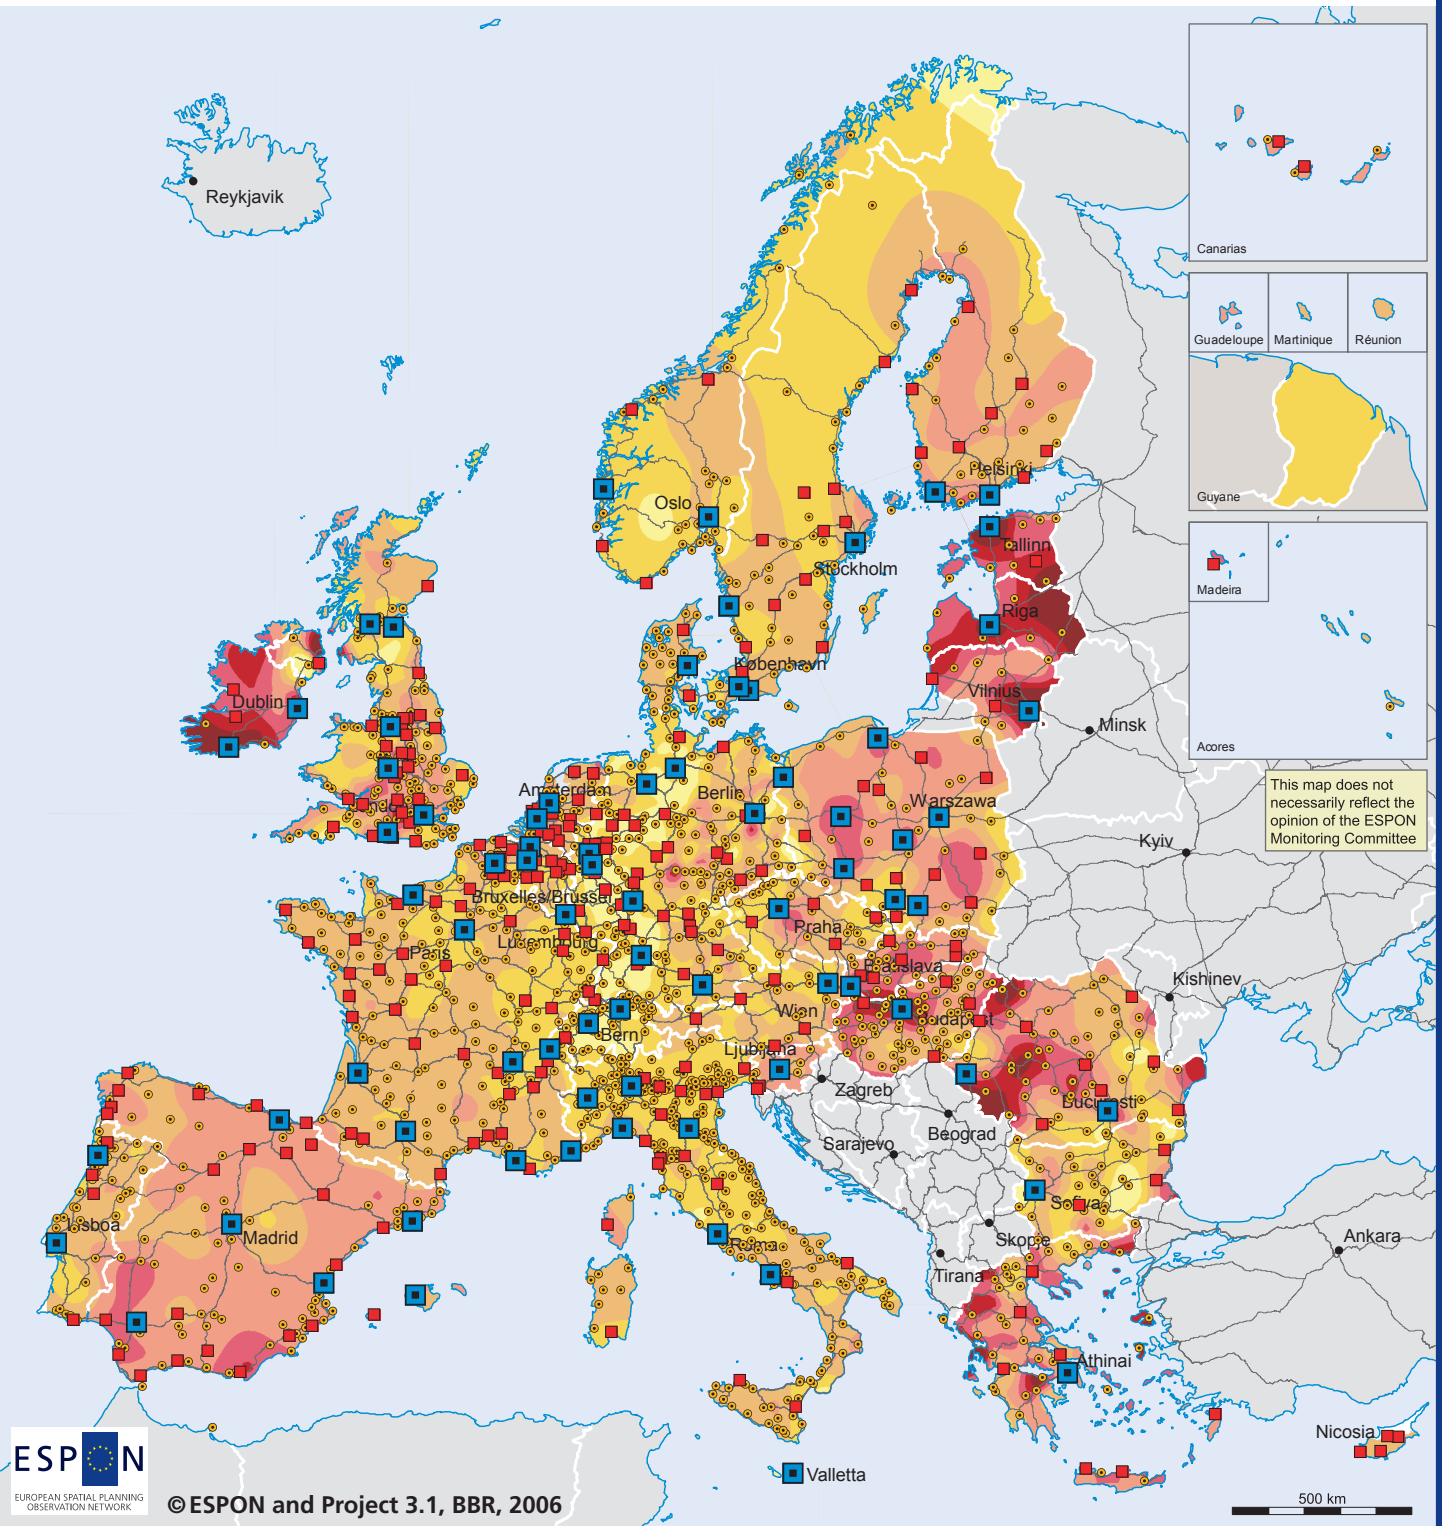 Reykjavik
Canarias
Guadeloupe
Martinique
Réunion
Guyane
Madeira
Acores
This map does not
necessarily reflect the
opinion of the ESPON
Monitoring Committee
Helsinki
Oslo
Tallinn
Stockholm
Riga
København
Vilnius
Dublin
Minsk
Amsterdam
Berlin
Warszawa
Kyiv
Bruxelles/Brussel
Praha
Luxembourg
Paris
Bratislava
Kishinev
Wien
Budapest
Bern
Ljubljana
Zagreb
Bucuresti
Beograd
Sarajevo
Sofiya
Lisboa
Madrid
Skopje
Roma
Ankara
Tirana
Athinai
Nicosia
Valletta
ESPON
EUROPEAN SPATIAL PLANNING
OBSERVATION NETWORK
© ESPON and Project 3.1, BBR, 2006
500 km